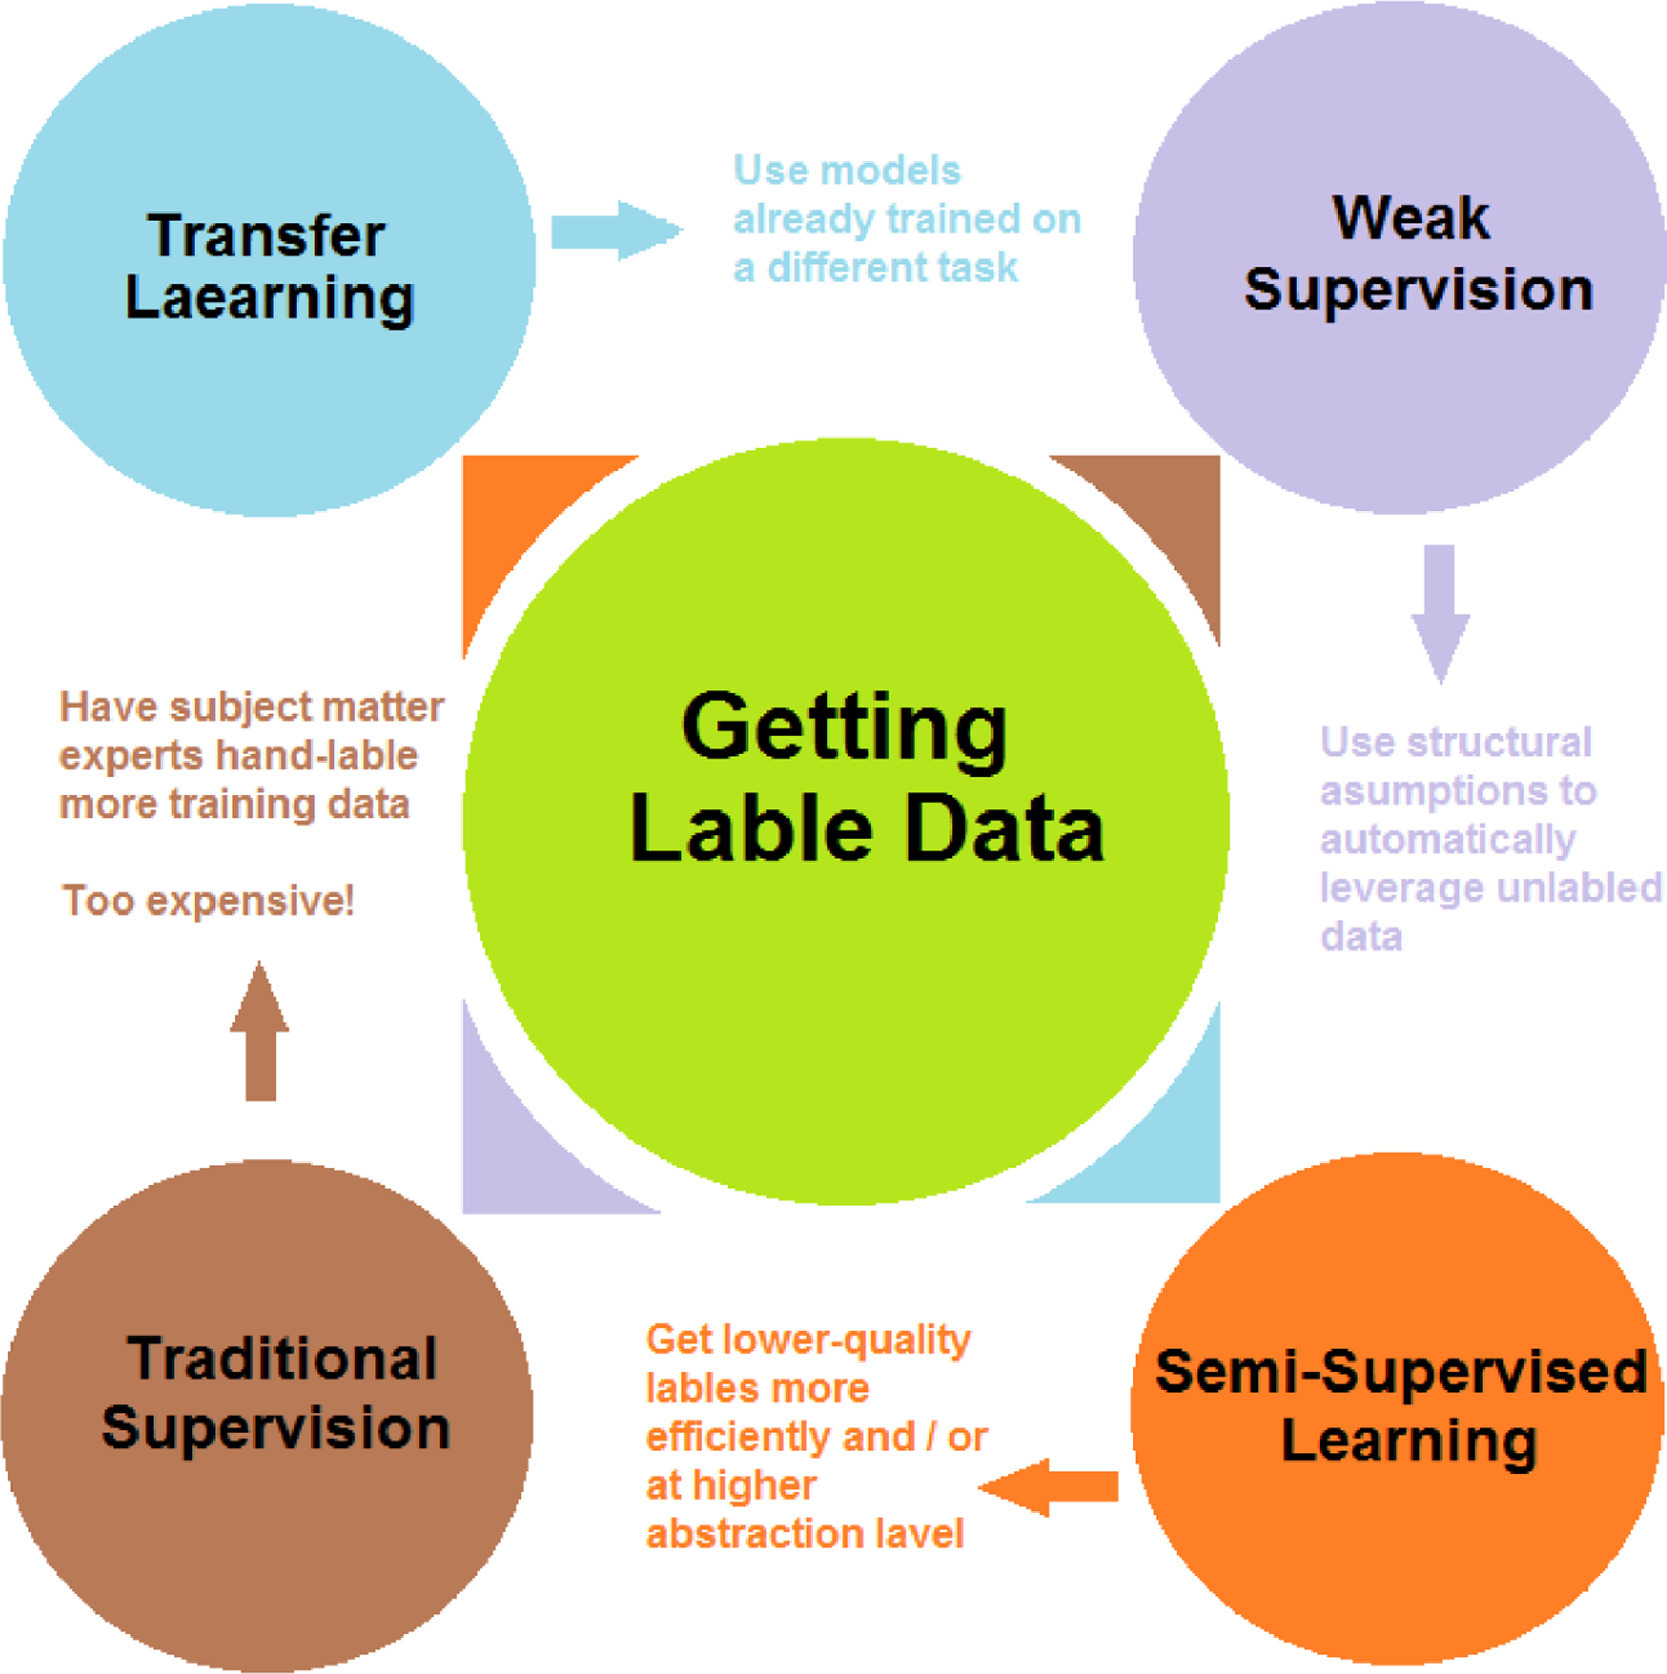 Transfer
Laearning
Use models
already trained on
a different task
Weak
Supervision
Have subject matter
experts hand-lable
more training data
Too expensive!
Getting
Lable Data
Use structural
asumptions to
automatically
leverage unlabled
data
Traditional
Supervision
Get lower-quality
lables more
efficiently and / or
at higher
abstraction lavel
Semi-Supervised
Learning